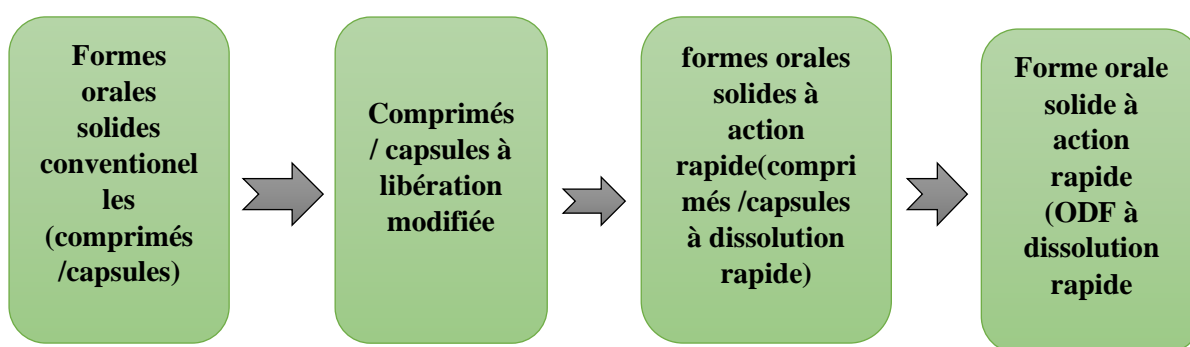 Formes
orales
solides
conventionel
les
(comprimés
/capsules)
Comprimés
/ capsules à
libération
modifiée
formes orales
solides à
action
rapide(compri
més /capsules
à dissolution
rapide)
Forme orale
solide à
action
rapide
(ODF à
dissolution
rapide